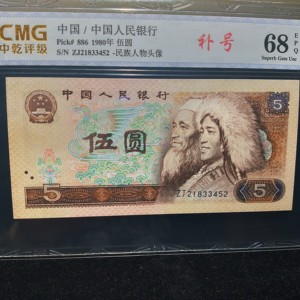 CMG
中乾评级
中国 / 中国人民银行
Pick# 886 1980年 伍圆
S/N ZJ21833452 -民族人物头像
补号
68
EPQ
Superb Gem Unc
中国人民银行
5
伍圆
ZJ21833452
5
5